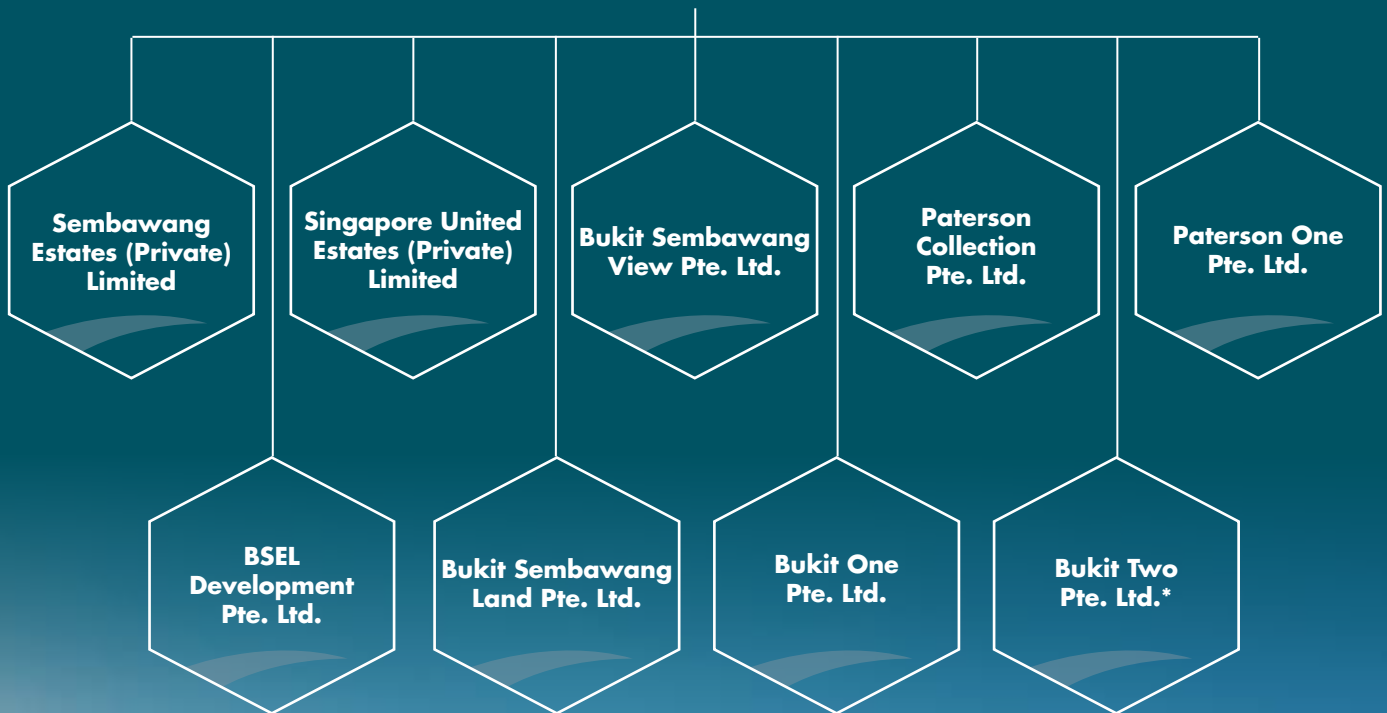 Sembawang
Estates (Private)
Limited
Singapore United
Estates (Private)
Limited
Bukit Sembawang
View Pte. Ltd.
Paterson
Collection
Pte. Ltd.
Paterson One
Pte. Ltd.
BSEL
Development
Pte. Ltd.
Bukit Sembawang
Land Pte. Ltd.
Bukit One
Pte. Ltd.
Bukit Two
Pte. Ltd.*